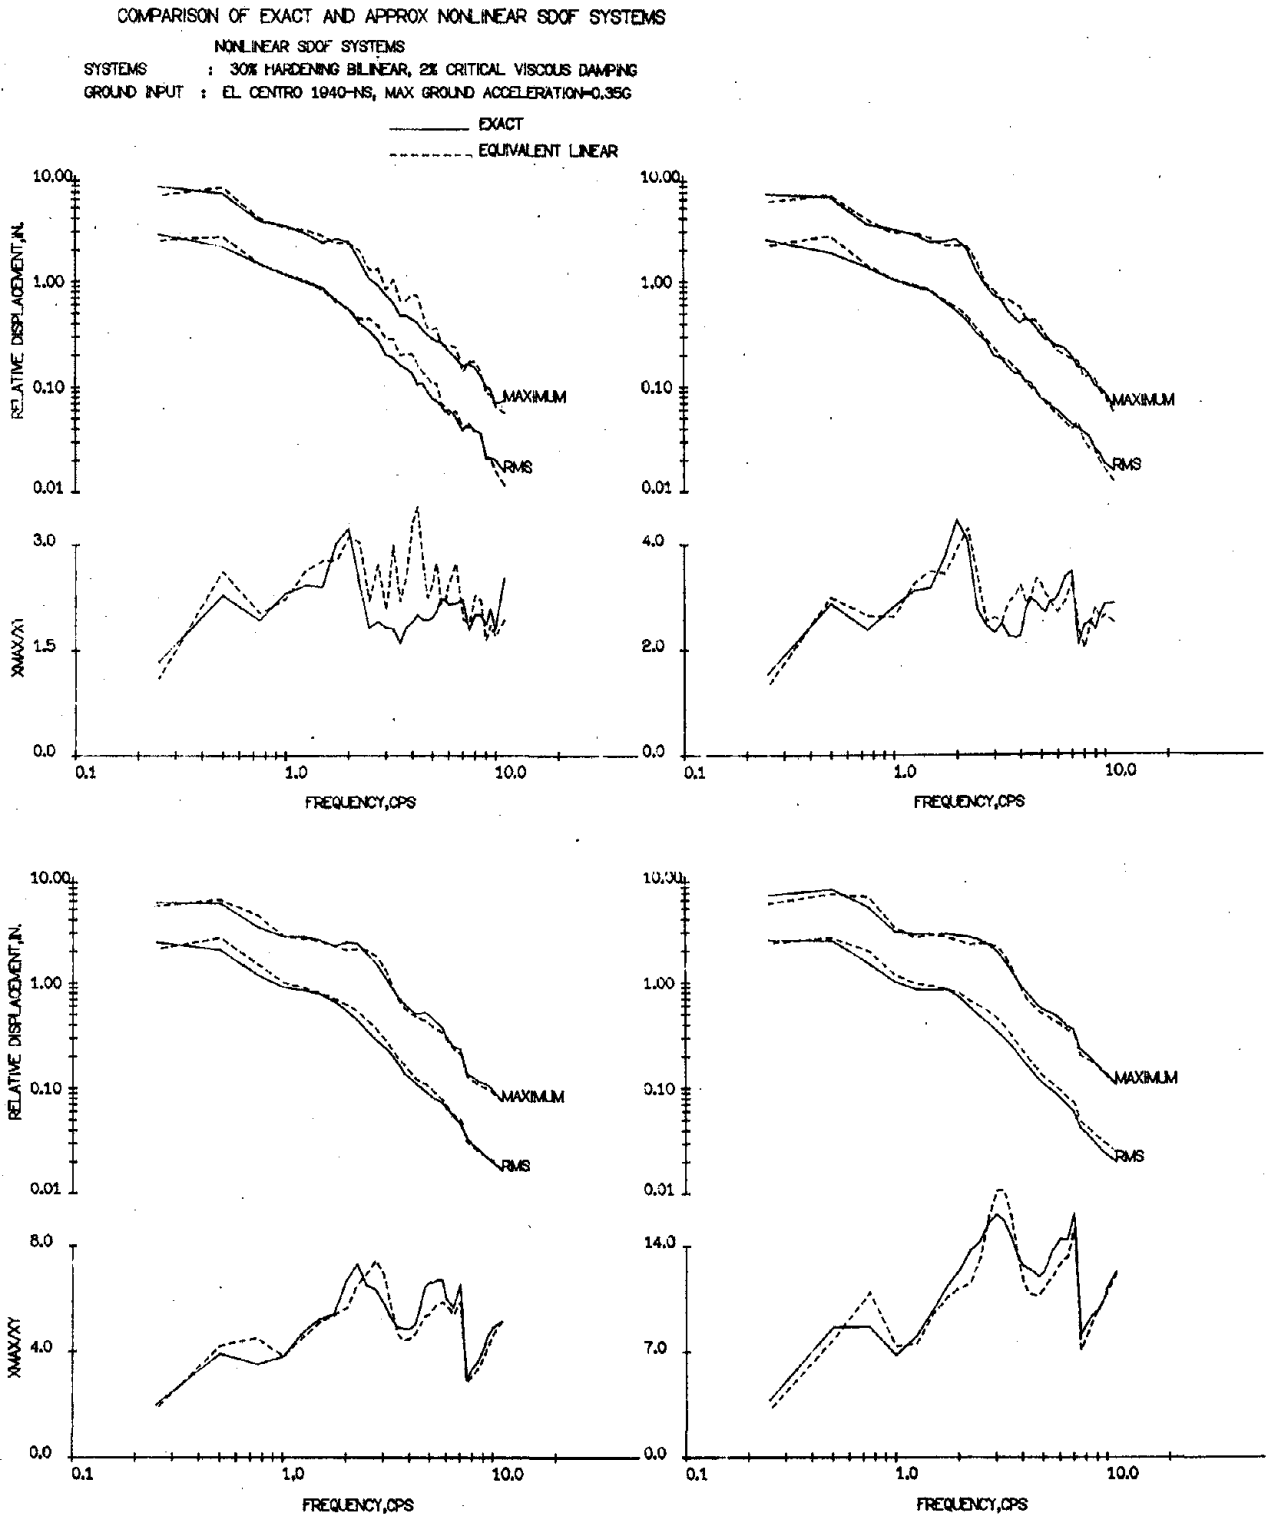 COMPARISON OF EXACT AND APPROX NONLINEAR SDOF SYSTEMS
NONLINEAR SDOF SYSTEMS
SYSTEMS : 30% HARDENING BILINEAR, 2% CRITICAL VISCOUS DAMPING
GROUND INPUT : EL CENTRO 1940-NS, MAX GROUND ACCELERATION=0.35G
EXACT
EQUIVALENT LINEAR
RELATIVE DISPLACEMENT,IN.
10.00
1.00
0.10
0.01
MAXIMUM
RMS
XMAX/XY
3.0
1.5
0.0
0.1
1.0
10.0
FREQUENCY,CPS
10.00
1.00
0.10
0.01
MAXIMUM
RMS
4.0
2.0
0.0
0.1
1.0
10.0
FREQUENCY,CPS
RELATIVE DISPLACEMENT,IN.
10.00
1.00
0.10
0.01
MAXIMUM
RMS
XMAX/XY
8.0
4.0
0.0
0.1
1.0
10.0
FREQUENCY,CPS
10.00
1.00
0.10
0.01
MAXIMUM
RMS
14.0
7.0
0.0
0.1
1.0
10.0
FREQUENCY,CPS